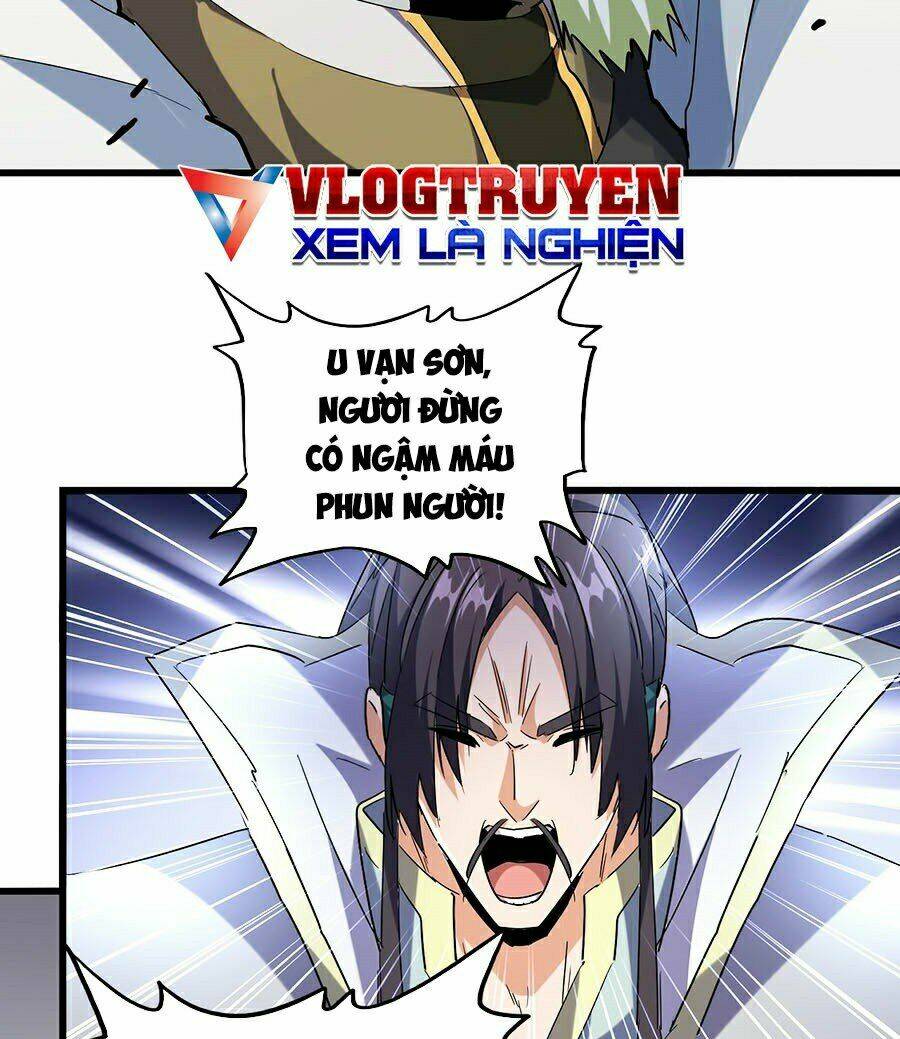 VLOGTRUYEN
XEM LÀ NGHIỆN
U VẠN SƠN,
NGƯƠI ĐỪNG
CÓ NGẬM MÁU
PHUN NGƯỜI!